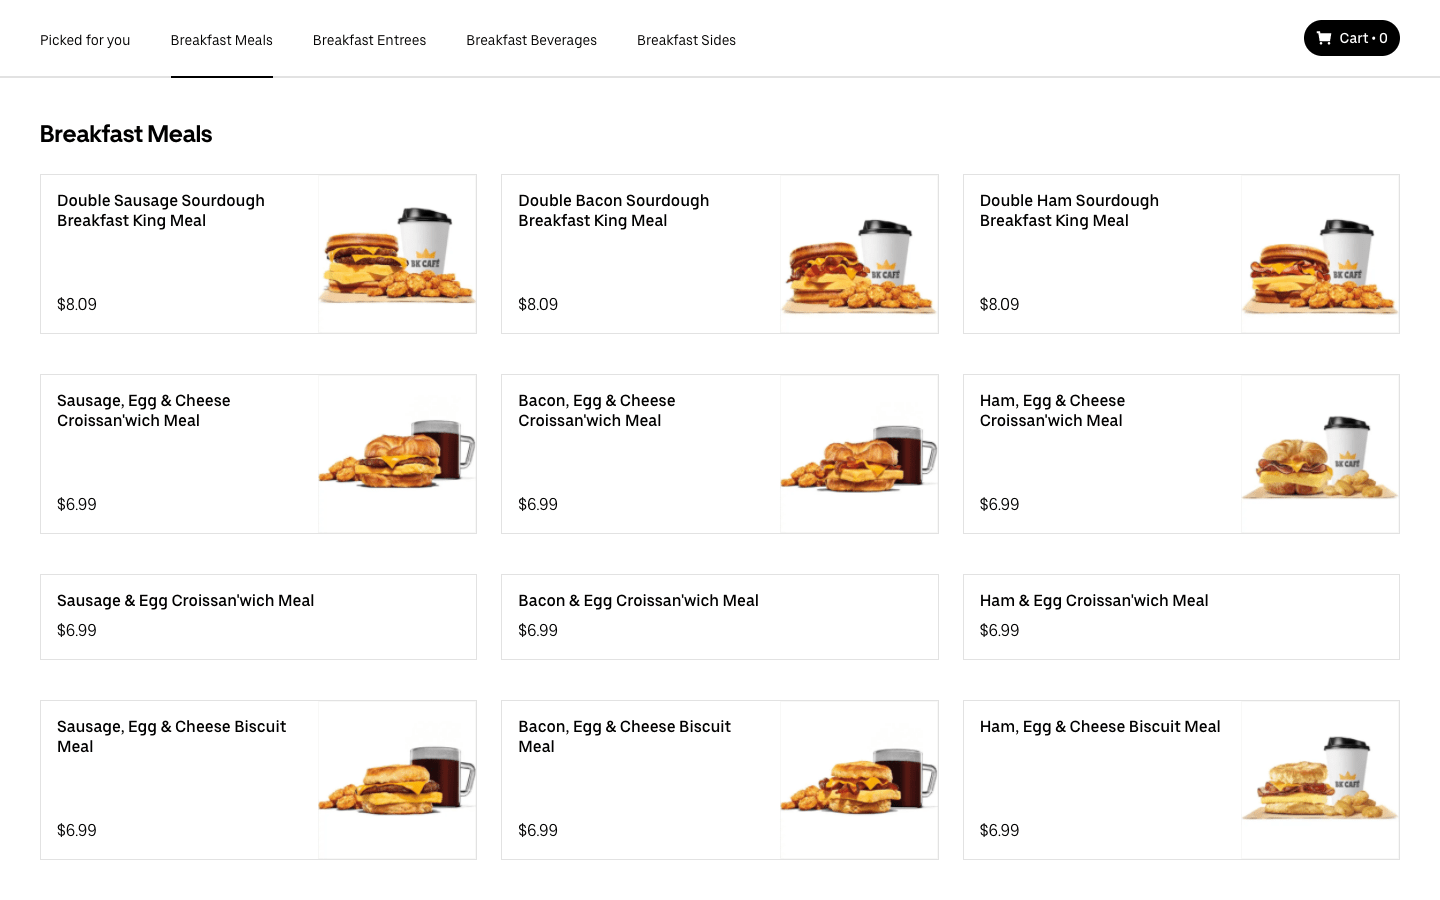 Picked for you
Breakfast Meals
Breakfast Entrees
Breakfast Beverages
Breakfast Sides
Cart • 0
Breakfast Meals
Double Sausage Sourdough
Breakfast King Meal
$8.09
BK CAFÉ
Double Bacon Sourdough
Breakfast King Meal
$8.09
BK CAFÉ
Double Ham Sourdough
Breakfast King Meal
$8.09
BK CAFÉ
Sausage, Egg & Cheese
Croissan'wich Meal
$6.99
Bacon, Egg & Cheese
Croissan'wich Meal
$6.99
Ham, Egg & Cheese
Croissan'wich Meal
$6.99
BK CAFÉ
Sausage & Egg Croissan'wich Meal
$6.99
Bacon & Egg Croissan'wich Meal
$6.99
Ham & Egg Croissan'wich Meal
$6.99
Sausage, Egg & Cheese Biscuit
Meal
$6.99
Bacon, Egg & Cheese Biscuit
Meal
$6.99
Ham, Egg & Cheese Biscuit Meal
$6.99
BK CAFÉ